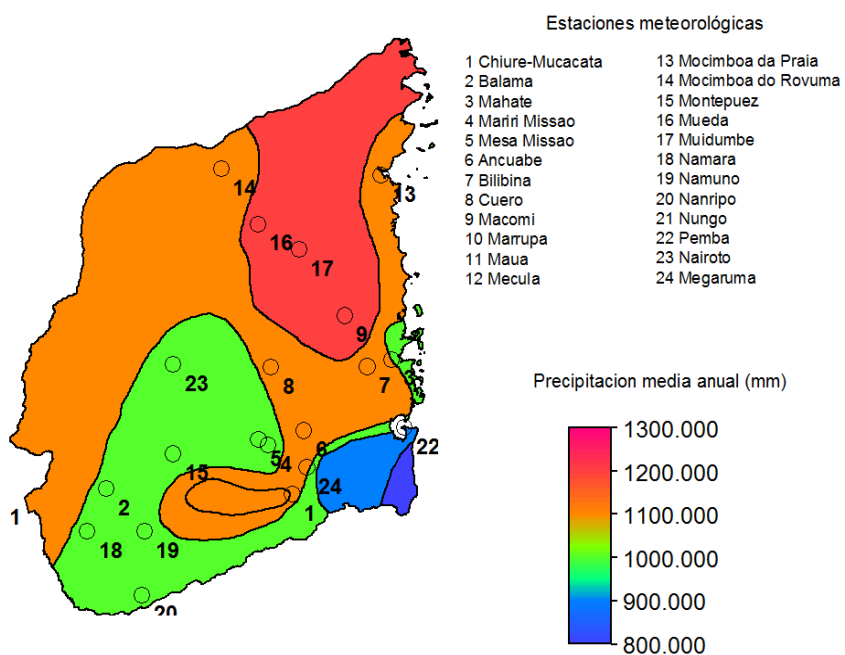 Estaciones meteorológicas
1 Chiure-Mucacata
2 Balama
3 Mahate
4 Mariri Missao
5 Mesa Missao
6 Ancuabe
7 Bilibina
8 Cuero
9 Macomi
10 Marrupa
11 Maua
12 Mecula
13 Mocimboa da Praia
14 Mocimboa do Rovuma
15 Montepuez
16 Mueda
17 Muidumbe
18 Namara
19 Namuno
20 Nanripo
21 Nungo
22 Pemba
23 Nairoto
24 Megaruma
14
13
16
17
9
23
8
7
3
6
22
5
4
15
24
2
1
1
18
19
20
Precipitacion media anual (mm)
1300.000
1200.000
1100.000
1000.000
900.000
800.000